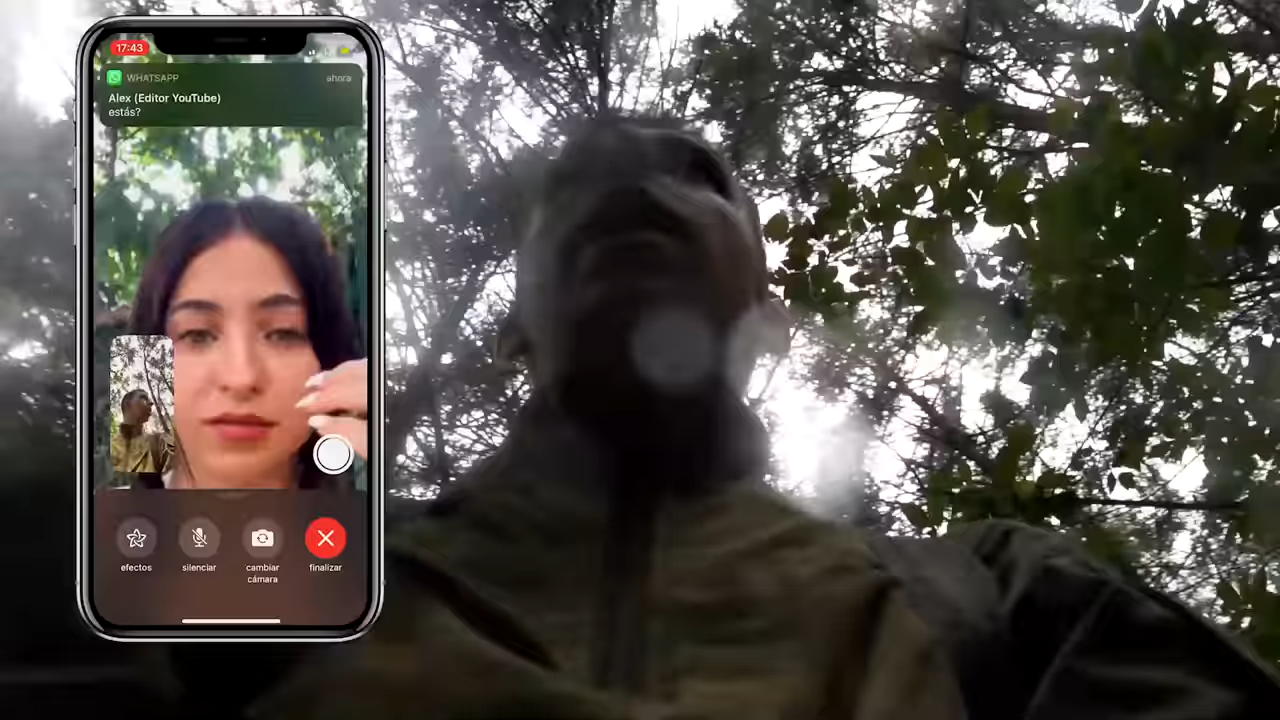 17:43
WHATSAPP
ahora
Alex (Editor YouTube)
estás?
efectos
silenciar
cambiar
cámara
finalizar